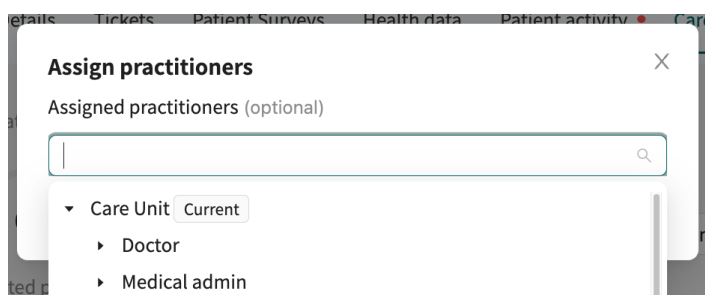 Tickets Patient Surveys Health data Patient activity
Assign practitioners
Assigned practitioners (optional)
Care Unit Current
Doctor
Medical admin